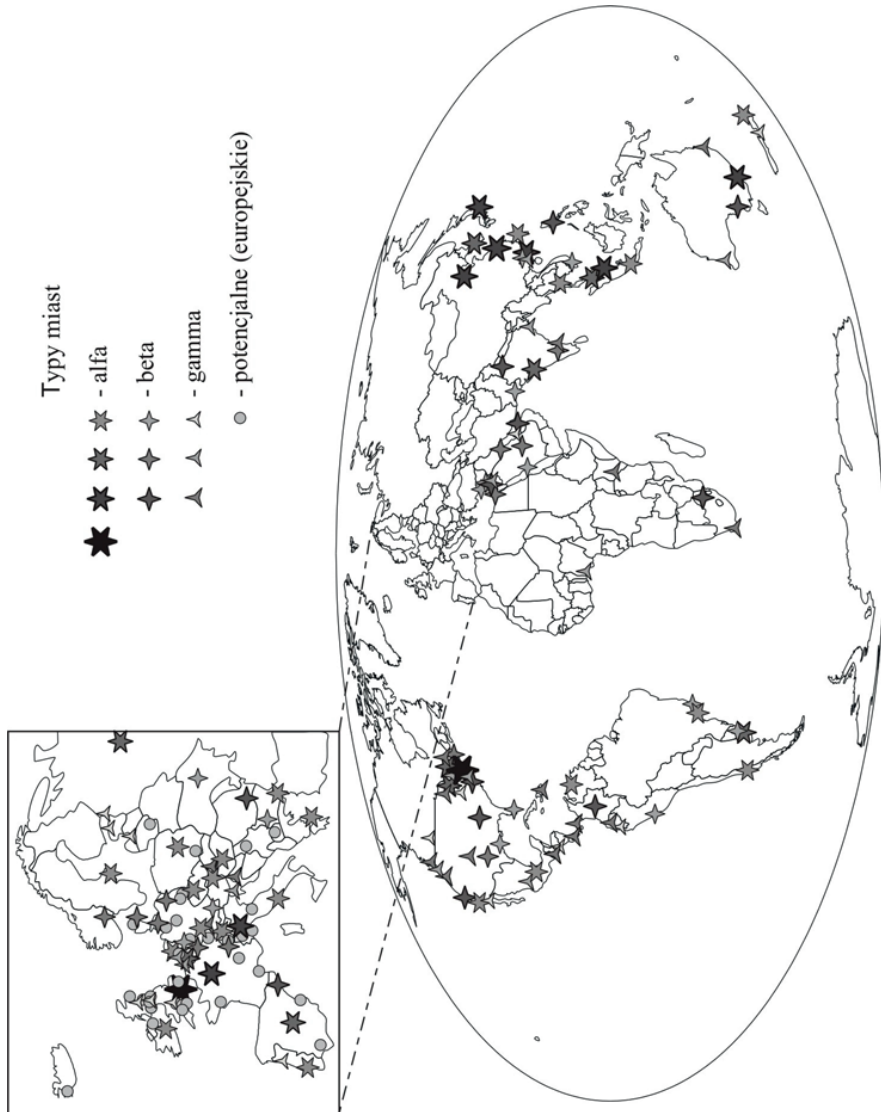 Typy miast
- alfa
- beta
- gamma
- potencjalne (europejskie)